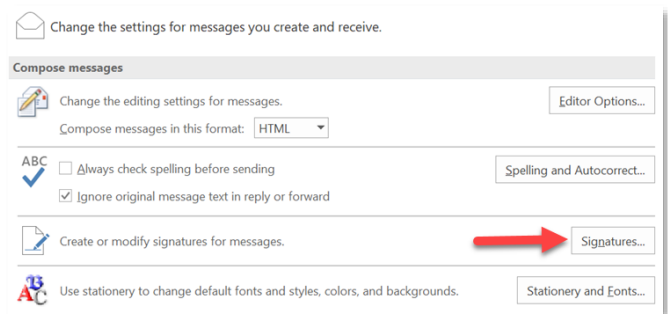 Change the settings for messages you create and receive.
Compose messages
Change the editing settings for messages.
Editor Options...
Compose messages in this format: HTML
ABC
Always check spelling before sending
Spelling and Autocorrect...
Ignore original message text in reply or forward
Create or modify signatures for messages.
Signatures...
ABC
Use stationery to change default fonts and styles, colors, and backgrounds.
Stationery and Fonts...